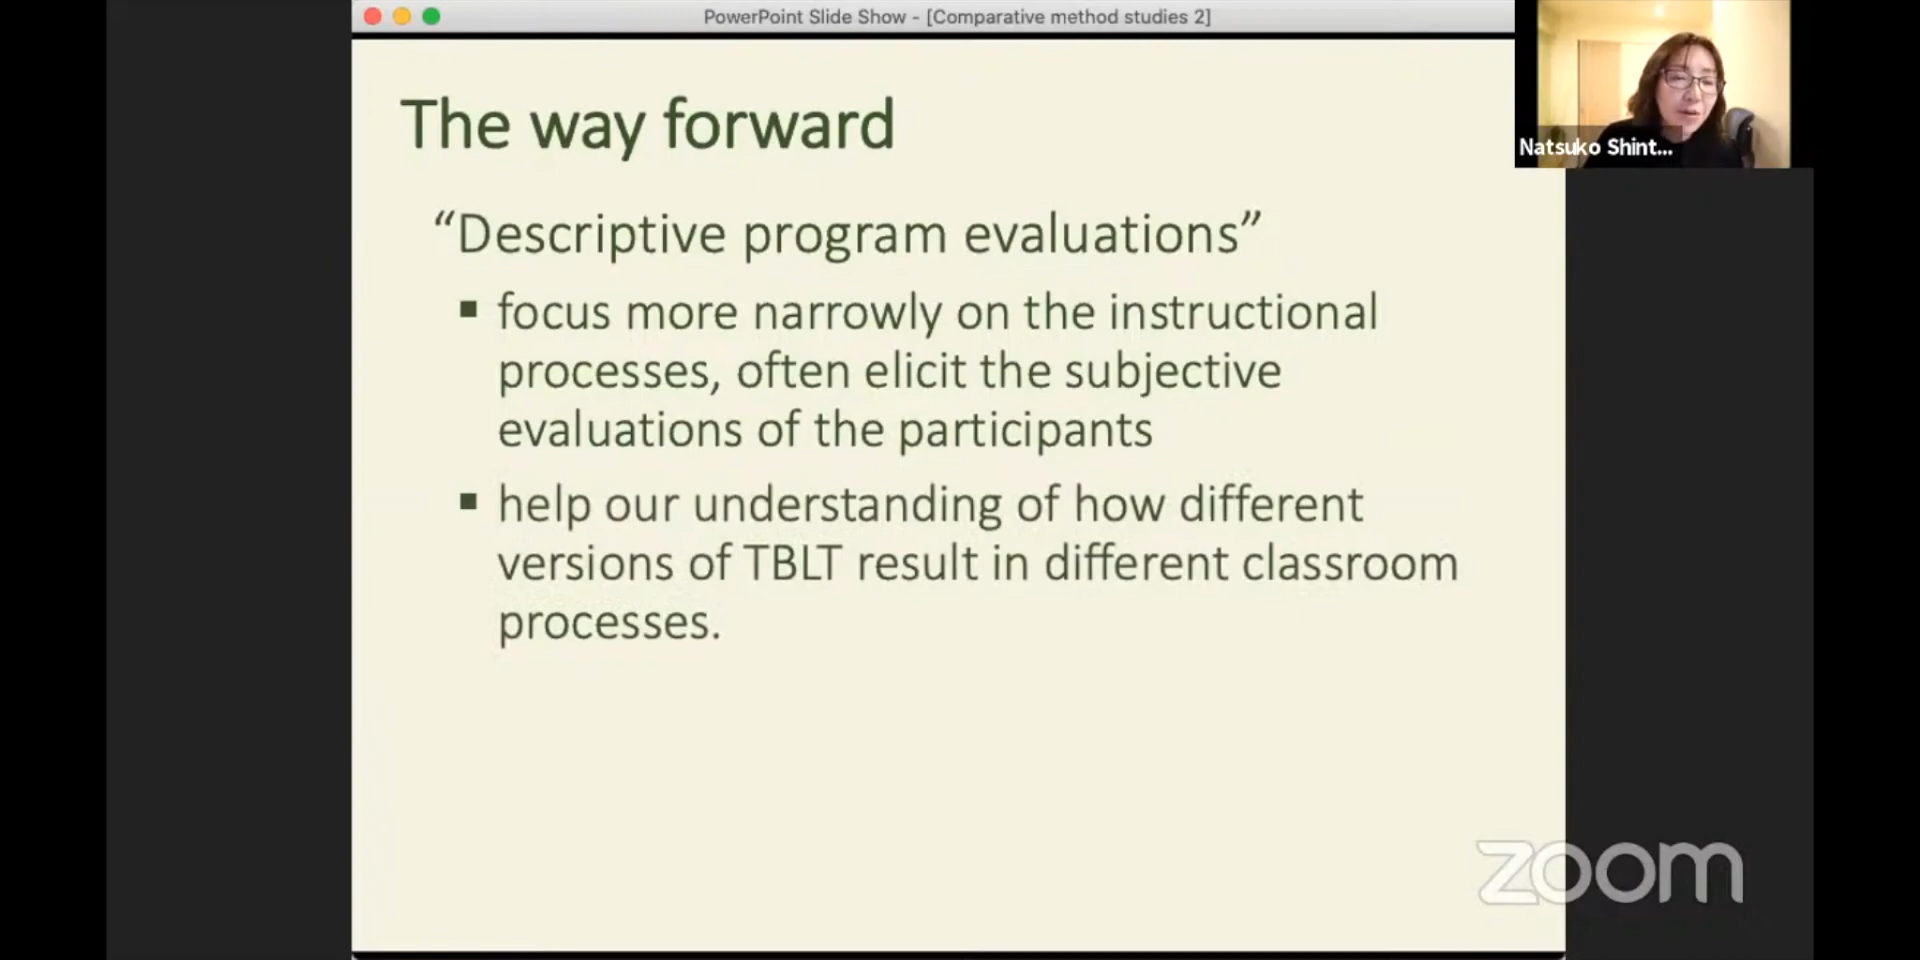 PowerPoint Slide Show - [Comparative method studies 2]
The way forward
“Descriptive program evaluations”
▪ focus more narrowly on the instructional
processes, often elicit the subjective
evaluations of the participants
▪ help our understanding of how different
versions of TBLT result in different classroom
processes.
Natsuko Shint...
zoom